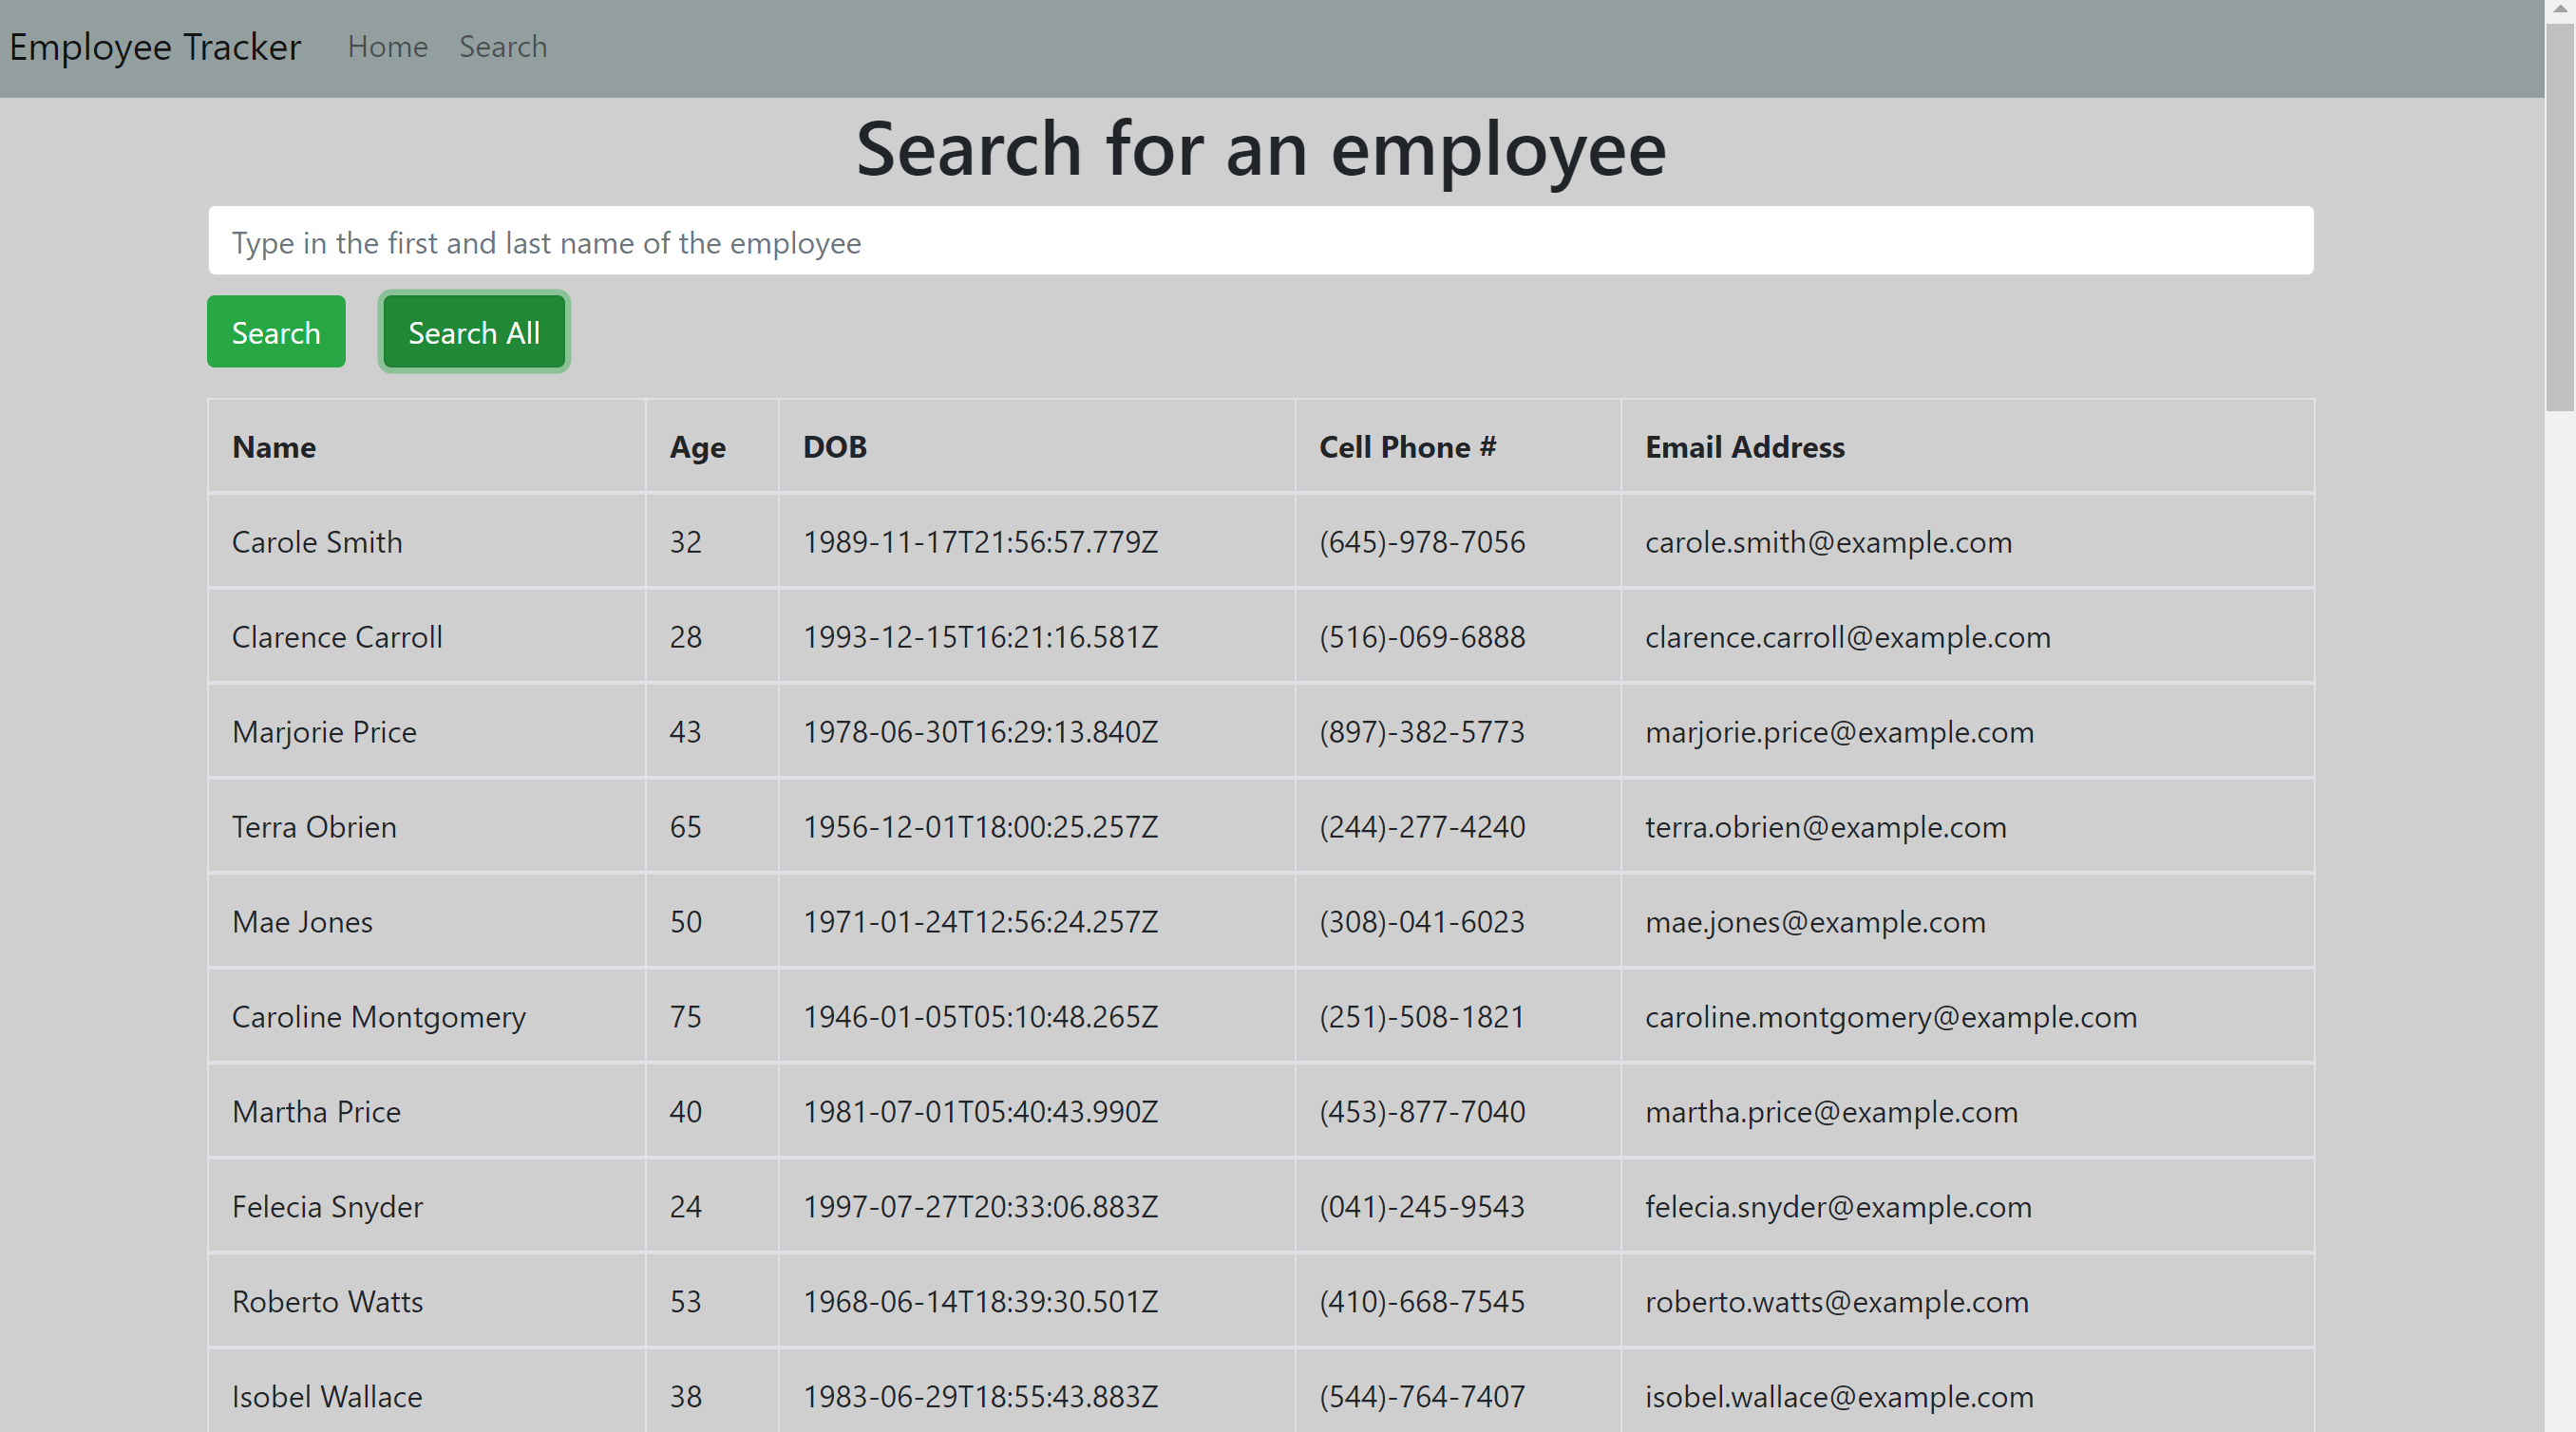 Employee Tracker Home Search
Search for an employee
Type in the first and last name of the employee
Search Search All
Name Age DOB Cell Phone # Email Address
Carole Smith 32 1989-11-17T21:56:57.779Z (645)-978-7056 carole.smith@example.com
Clarence Carroll 28 1993-12-15T16:21:16.581Z (516)-069-6888 clarence.carroll@example.com
Marjorie Price 43 1978-06-30T16:29:13.840Z (897)-382-5773 marjorie.price@example.com
Terra Obrien 65 1956-12-01T18:00:25.257Z (244)-277-4240 terra.obrien@example.com
Mae Jones 50 1971-01-24T12:56:24.257Z (308)-041-6023 mae.jones@example.com
Caroline Montgomery 75 1946-01-05T05:10:48.265Z (251)-508-1821 caroline.montgomery@example.com
Martha Price 40 1981-07-01T05:40:43.990Z (453)-877-7040 martha.price@example.com
Felecia Snyder 24 1997-07-27T20:33:06.883Z (041)-245-9543 felecia.snyder@example.com
Roberto Watts 53 1968-06-14T18:39:30.501Z (410)-668-7545 roberto.watts@example.com
Isobel Wallace 38 1983-06-29T18:55:43.883Z (544)-764-7407 isobel.wallace@example.com